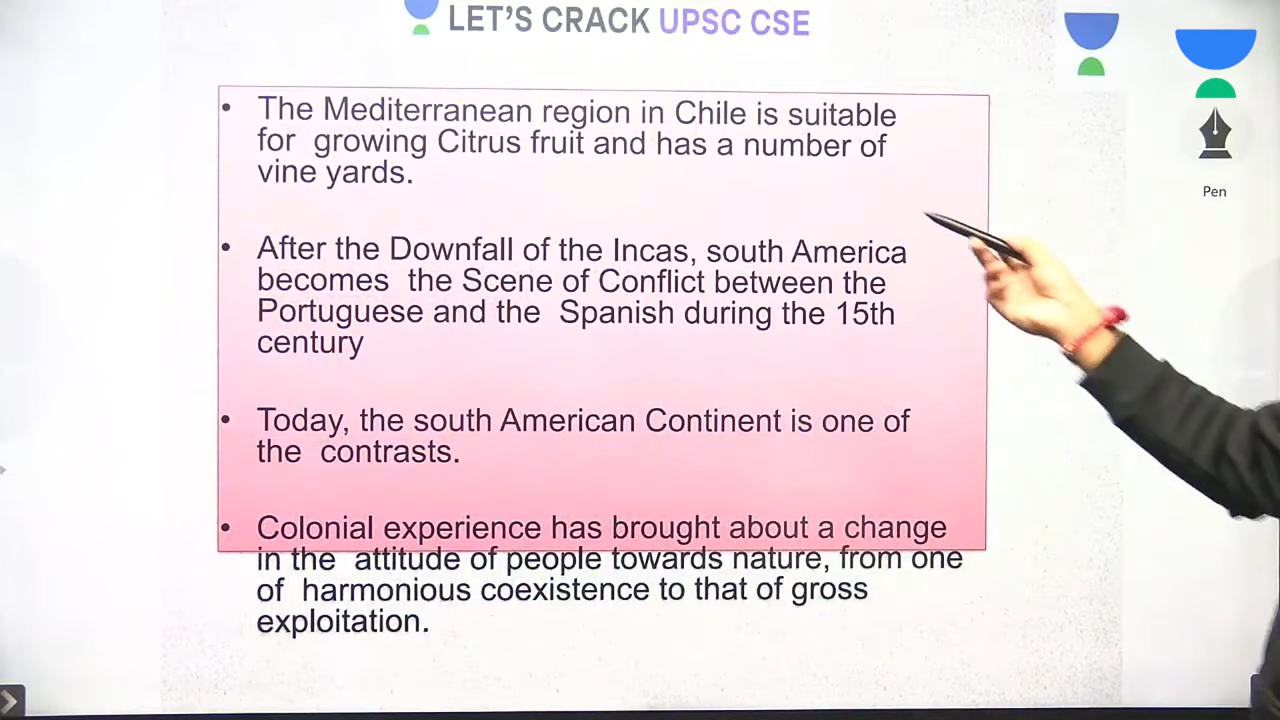 LET'S CRACK UPSC CSE
• The Mediterranean region in Chile is suitable
for growing Citrus fruit and has a number of
vine yards.
• After the Downfall of the Incas, south America
becomes the Scene of Conflict between the
Portuguese and the Spanish during the 15th
century
• Today, the south American Continent is one of
the contrasts.
• Colonial experience has brought about a change
in the attitude of people towards nature, from one
of harmonious coexistence to that of gross
exploitation.
Pen